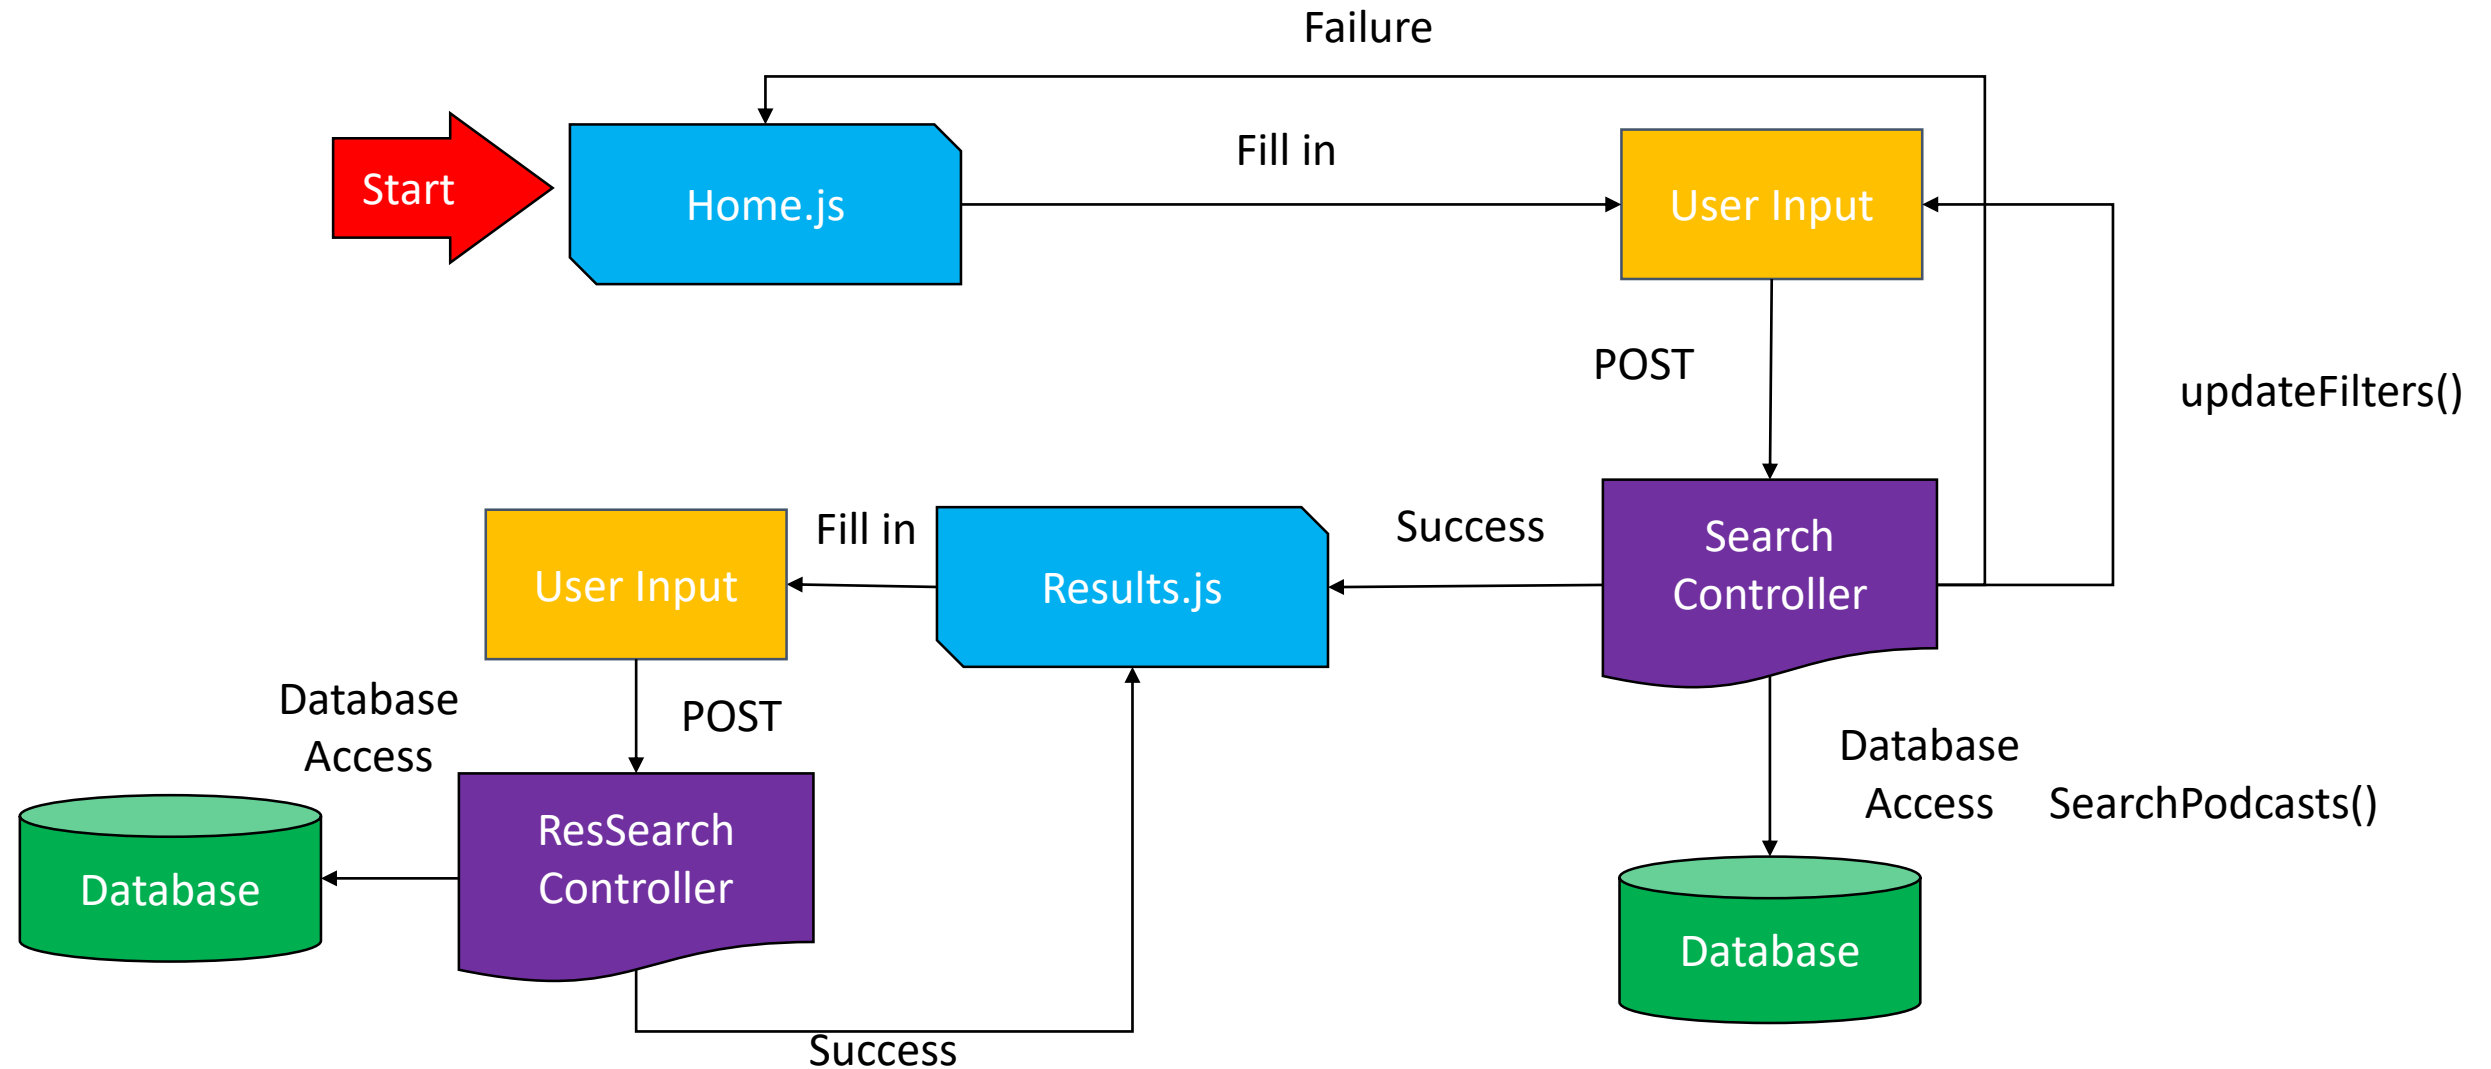 Failure
Start
Home.js
Fill in
User Input
POST
updateFilters()
User Input
Fill in
Results.js
Success
Search
Controller
Database
Access
POST
Database
Access
SearchPodcasts()
Database
ResSearch
Controller
Database
Success